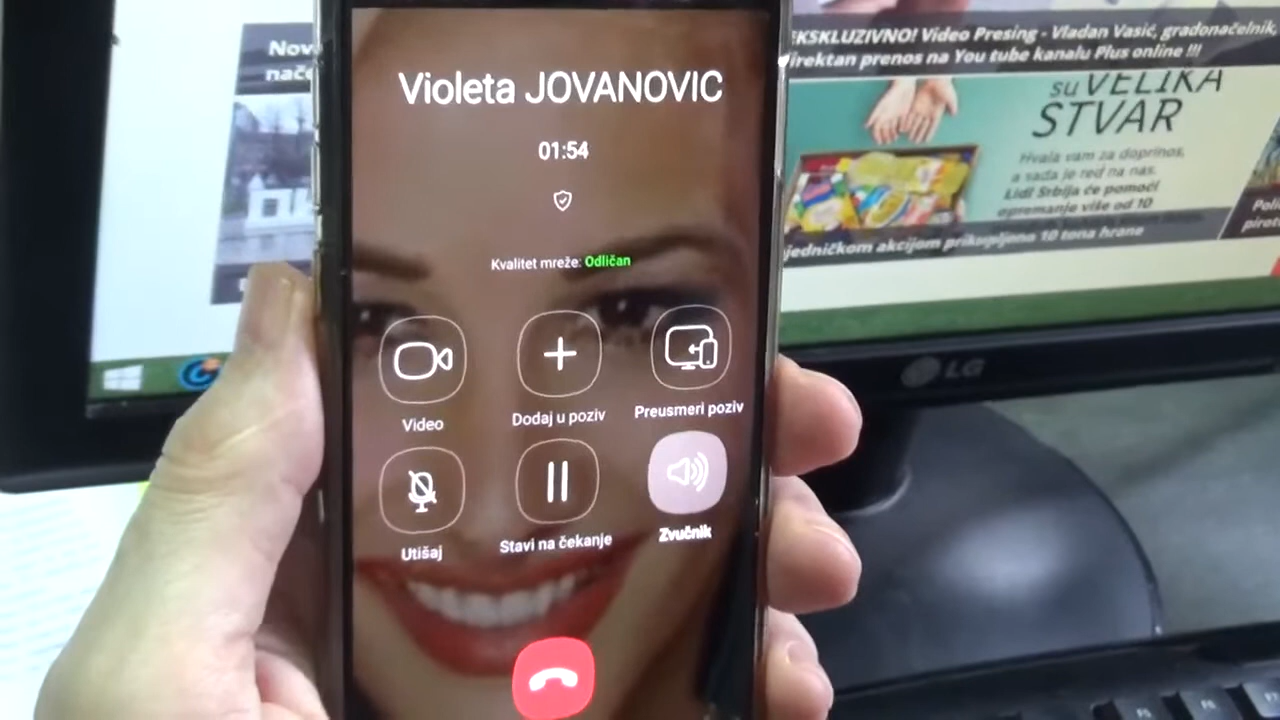 Violeta JOVANOVIC
01:54
Kvalitet mreže: Odličan
Video
Dodaj u poziv
Preusmeri poziv
Utišaj
Stavi na čekanje
Zvučnik
EKSKLUZIVNO! Video Presing - Vladan Vasić, gradonačelnik,
direktan prenos na You tube kanalu Plus online !!!
su VELIKA
STVAR
Hvala vam za doprinos,
a sada je red na nas.
Lidl Srbija će pomoći
opremanje više od 10
jedničkom akcijom prikupljeno 10 tona hrane
LG